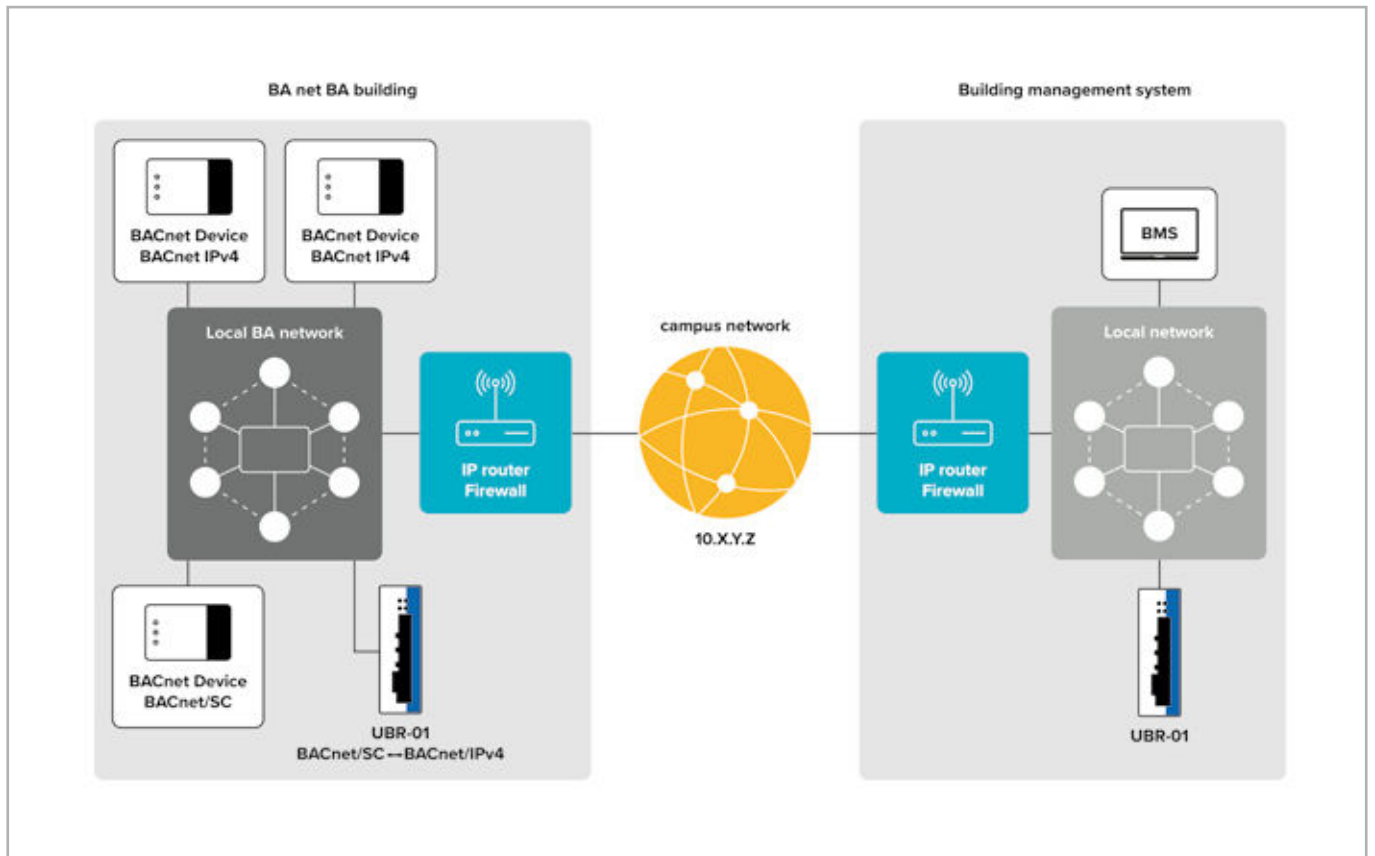 BA net BA building
Building management system
BACnet Device
BACnet IPv4
BACnet Device
BACnet IPv4
BMS
Local BA network
campus network
Local network
IP router
Firewall
IP router
Firewall
10.X.Y.Z
BACnet Device
BACnet/SC
UBR-01
BACnet/SC↔BACnet/IPv4
UBR-01